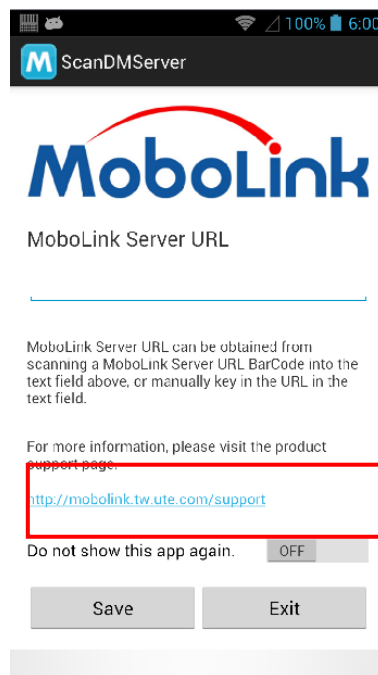 100% 6:00
ScanDMServer
MoboLink
MoboLink Server URL
MoboLink Server URL can be obtained from
scanning a MoboLink Server URL BarCode into the
text field above, or manually key in the URL in the
text field.
For more information, please visit the product
support page.
http://mobolink.tw.ute.com/support
Do not show this app again. OFF
Save Exit